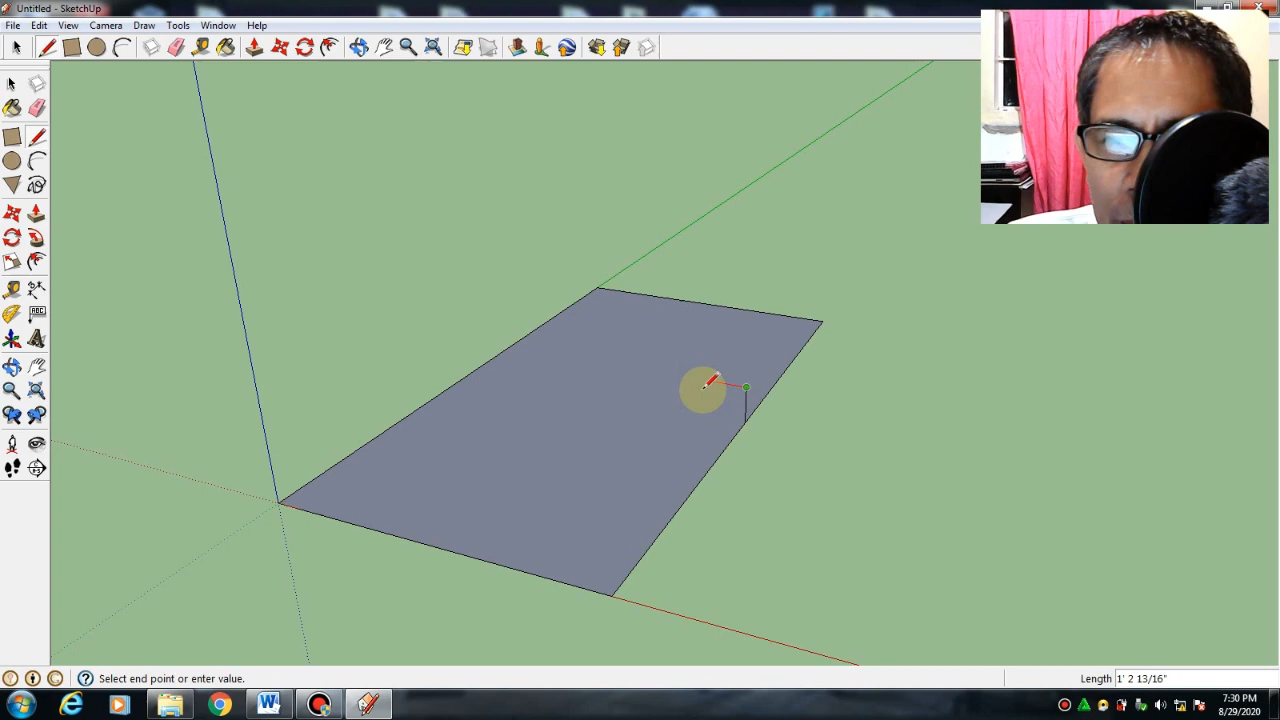 Untitled - SketchUp
File Edit View Camera Draw Tools Window Help
ABC
Select end point or enter value.
Length 1' 2 13/16"
7:30 PM
8/29/2020